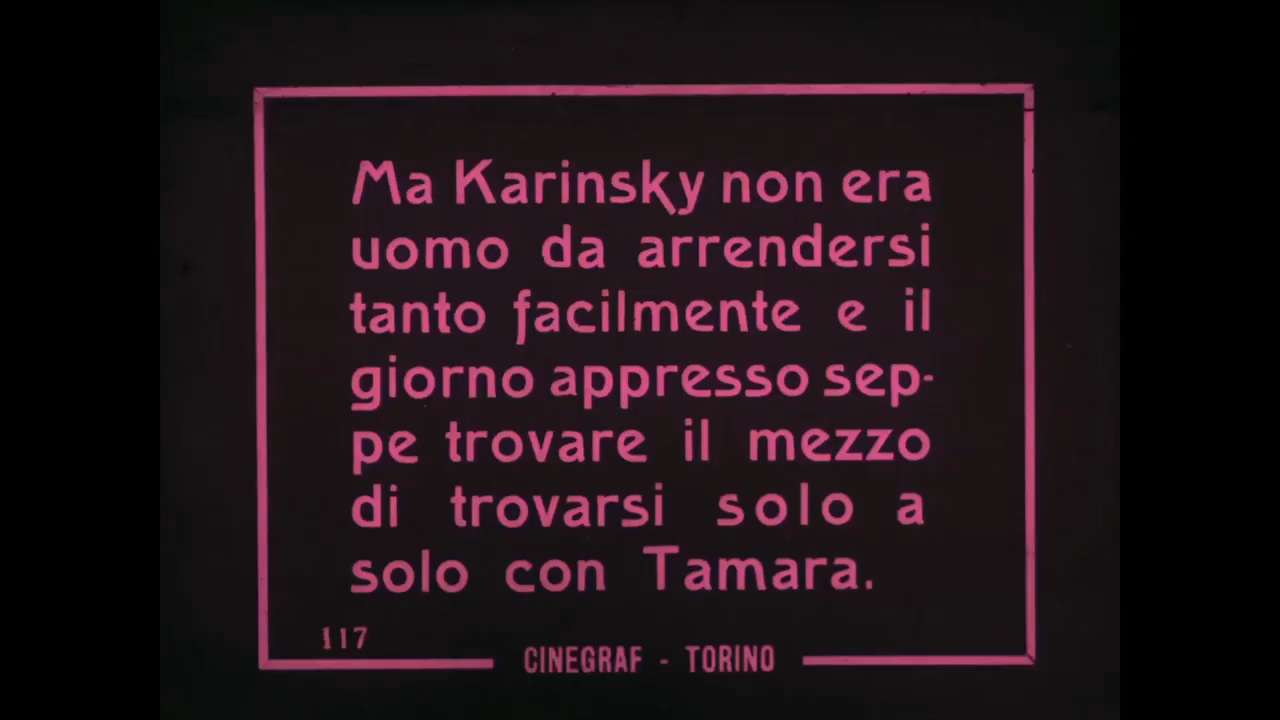 Ma Karinsky non era
uomo da arrendersi
tanto facilmente e il
giorno appresso sep-
pe trovare il mezzo
di trovarsi solo a
solo con Tamara.
117
CINEGRAF - TORINO